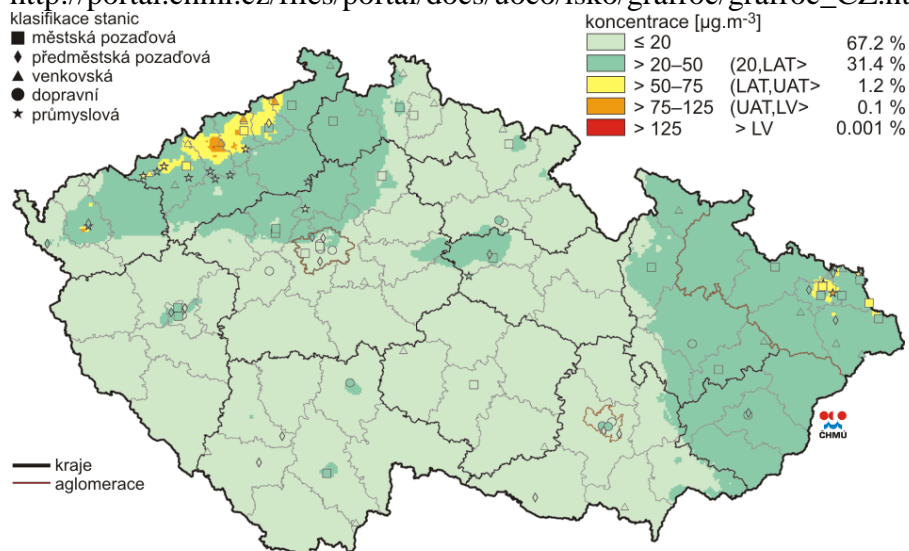 klasifikace stanic
městská pozaďová
předměstská pozaďová
venkovská
dopravní
průmyslová
koncentrace [µg.m-3]
≤ 20 67.2 %
> 20–50 (20,LAT> 31.4 %
> 50-75 (LAT,UAT> 1.2 %
> 75–125 (UAT,LV> 0.1 %
> 125 > LV 0.001 %
ČHMÚ
kraje
aglomerace